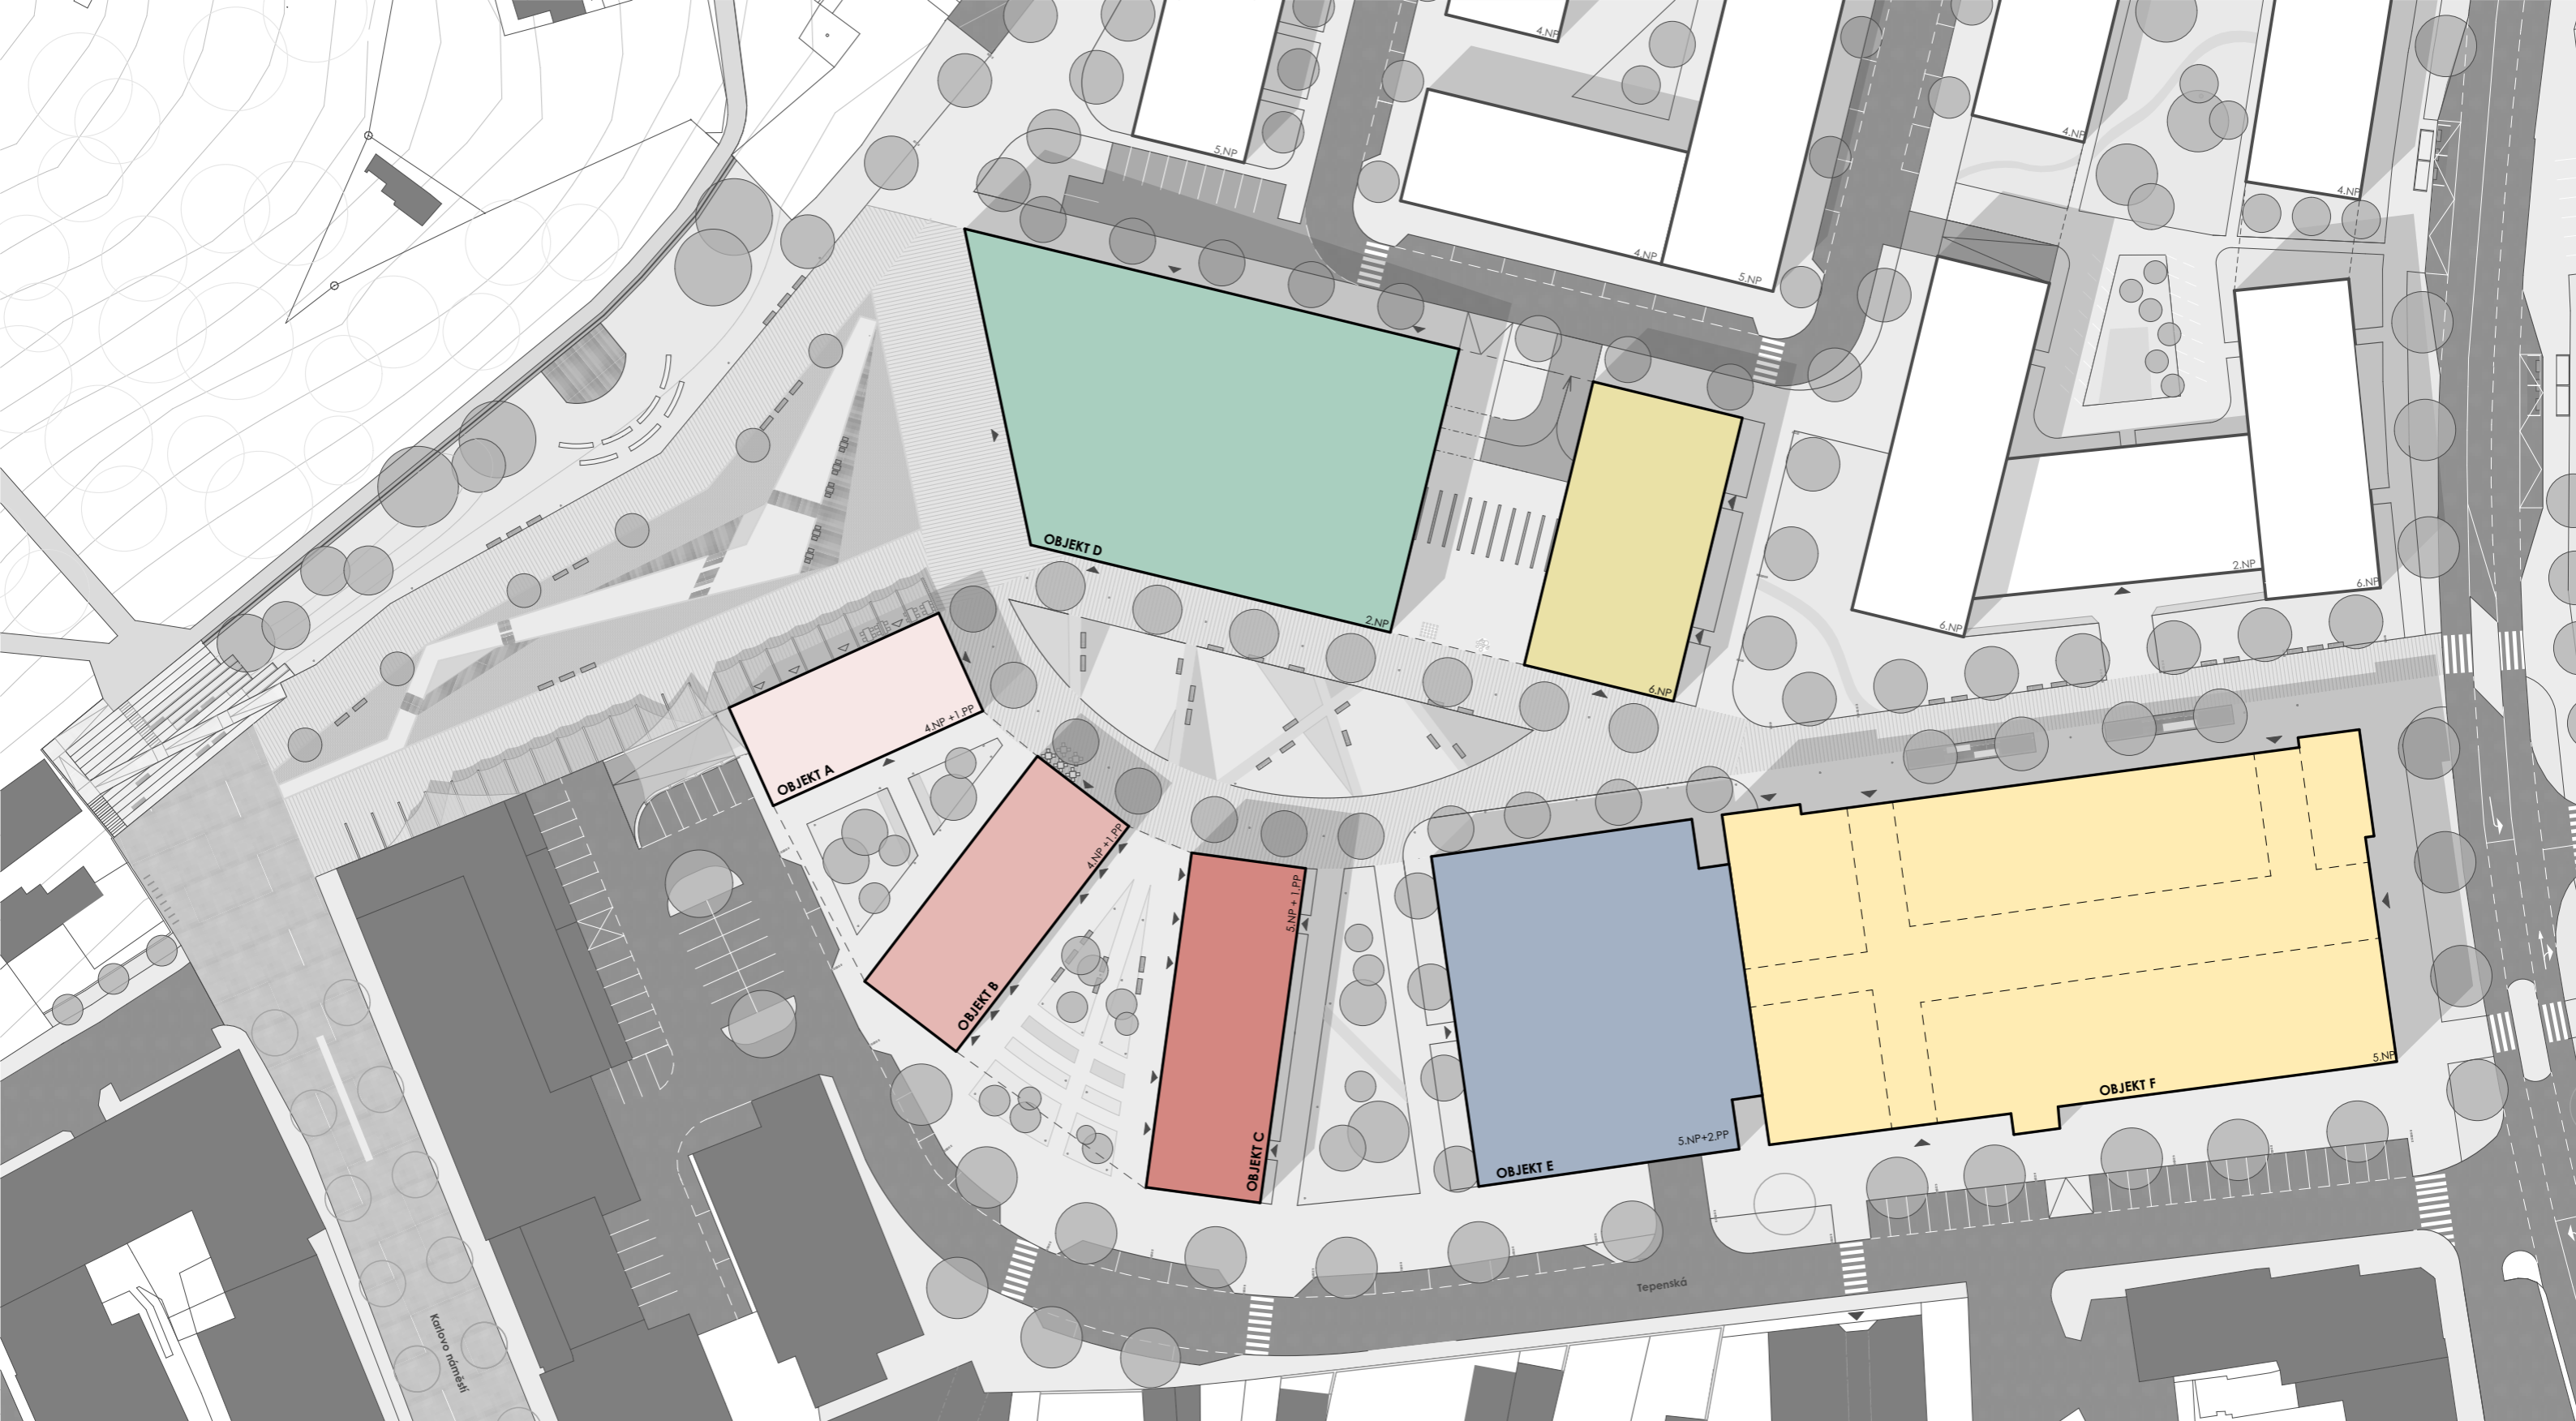 4.NP
5.NP
4.NP
4.NP
4.NP
5.NP
OBJEKT D
2.NP
2.NP
6.NP
6.NP
6.NP
4.NP +1.PP
OBJEKT A
4.NP +1.PP
OBJEKT B
5.NP + 1.PP
OBJEKT C
5.NP+2.PP
OBJEKT E
5.NP
OBJEKT F
Tepenská
Karlovo náměstí